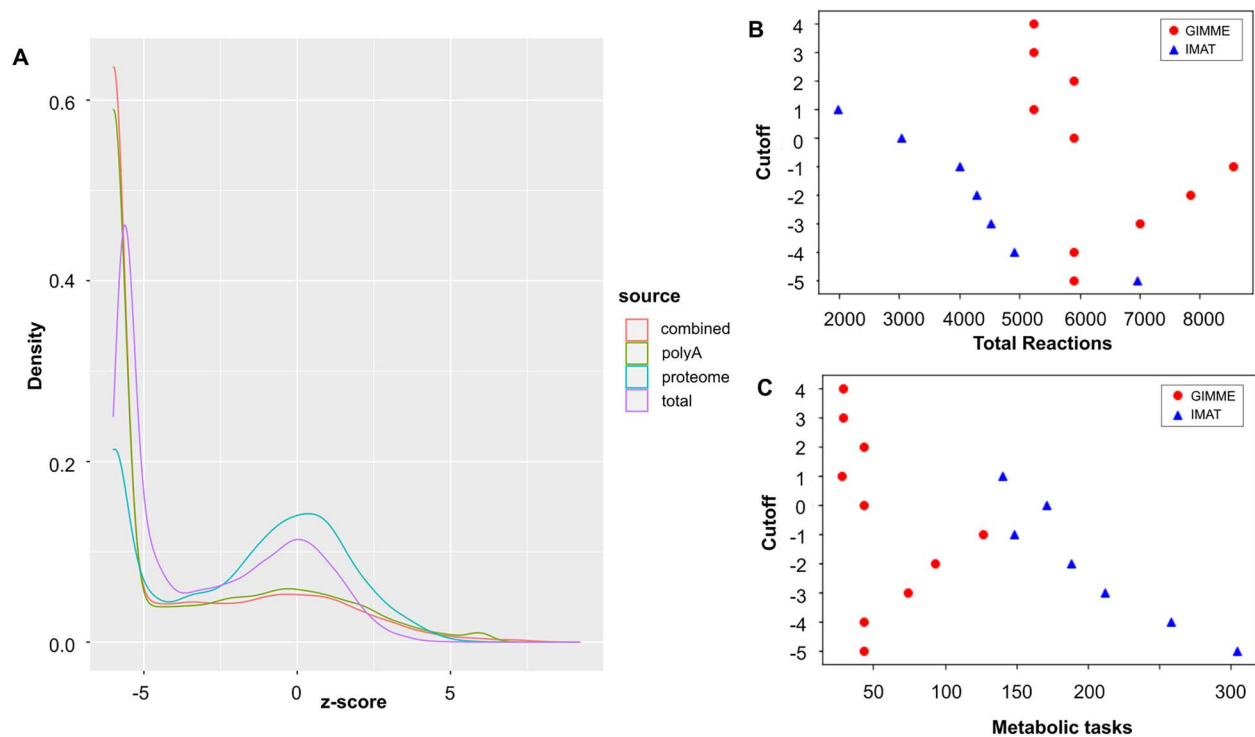 A
0.6
0.4
0.2
0.0
Density
-5
0
5
z-score
source
combined
polyA
proteome
total
B
GIMME
IMAT
4
3
2
1
0
-1
-2
-3
-4
-5
Cutoff
2000 3000 4000 5000 6000 7000 8000
Total Reactions
C
GIMME
IMAT
4
3
2
1
0
-1
-2
-3
-4
-5
Cutoff
50 100 150 200 300
Metabolic tasks